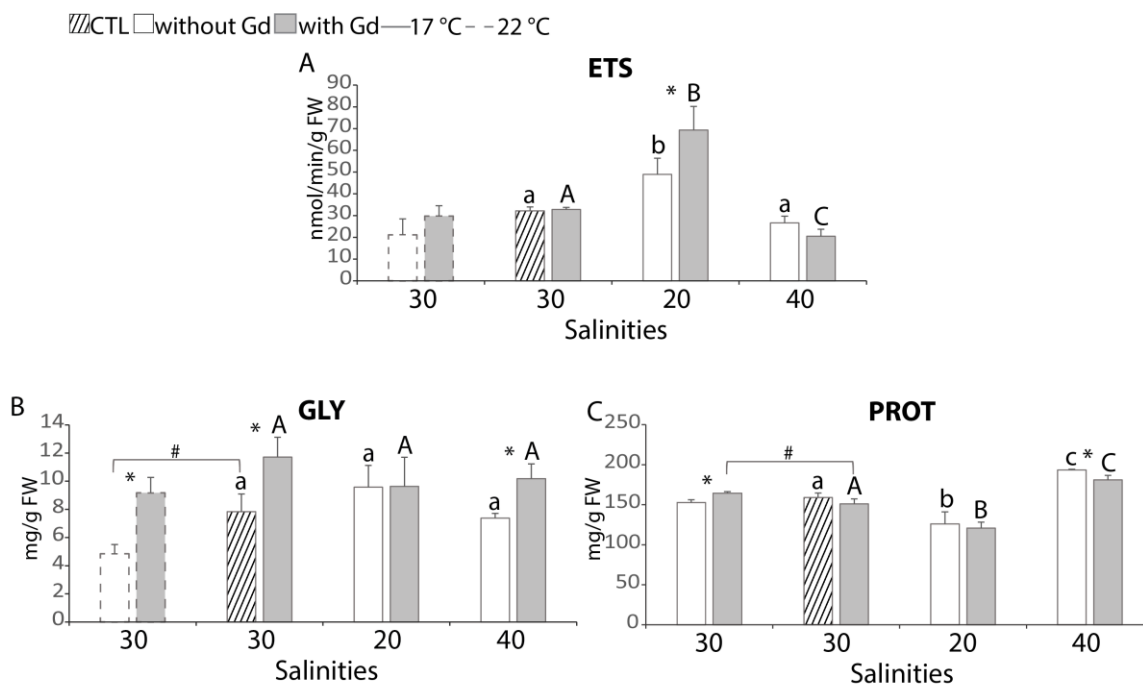 CTL without Gd with Gd 17 °C 22 °C
A ETS
nmol/min/g FW
90
80
70
60
50
40
30
20
10
0
a A b * B a C
30 30 20 40
Salinities
B GLY
mg/g FW
14
12
10
8
6
4
2
0
* # a * A a A a * A
30 30 20 40
Salinities
C PROT
mg/g FW
250
200
150
100
50
0
* # a A b B c * C
30 30 20 40
Salinities